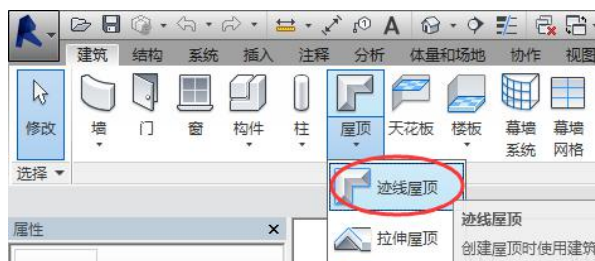 A
建筑 结构 系统 插入 注释 分析 体量和场地 协作 视图
修改 墙 门 窗 构件 柱 屋顶 天花板 楼板 幕墙 系统 幕墙 网格
选择
迹线屋顶
属性
迹线屋顶
拉伸屋顶
创建屋顶时使用建筑